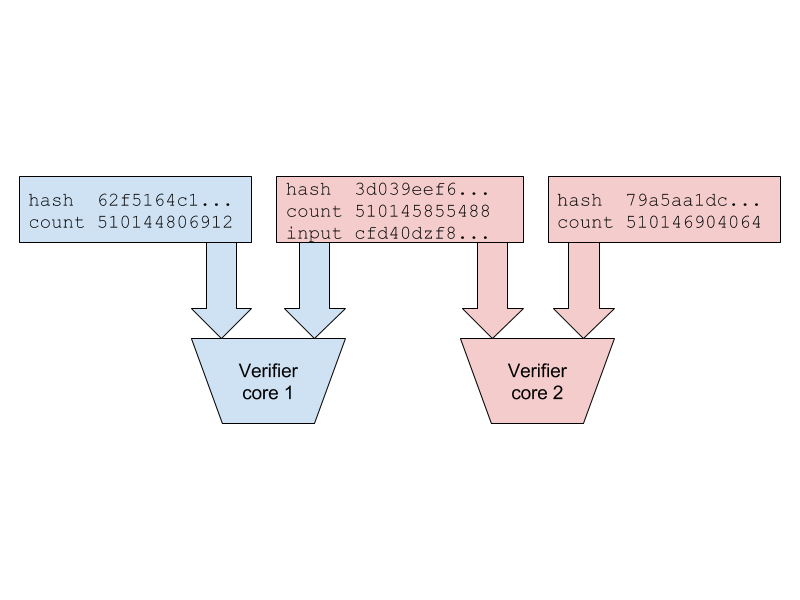 hash  62f5164c1...
count 510144806912
hash  3d039eef6...
count 510145855488
input cfd40dzf8...
hash  79a5aa1dc...
count 510146904064
Verifier
core 1
Verifier
core 2